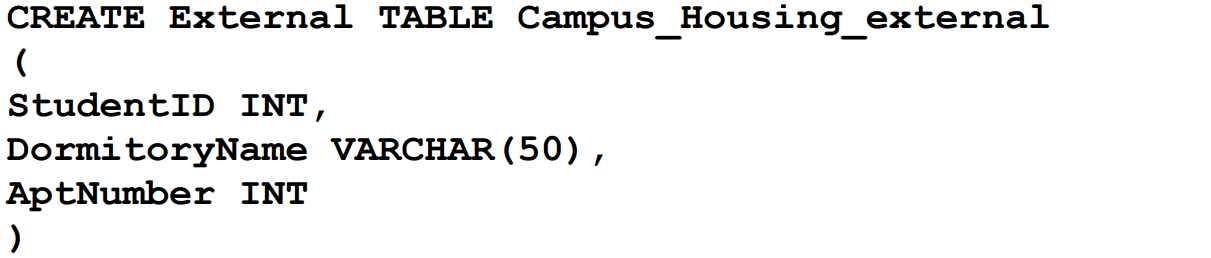 CREATE External TABLE Campus_Housing_external
(
StudentID INT,
DormitoryName VARCHAR(50),
AptNumber INT
)